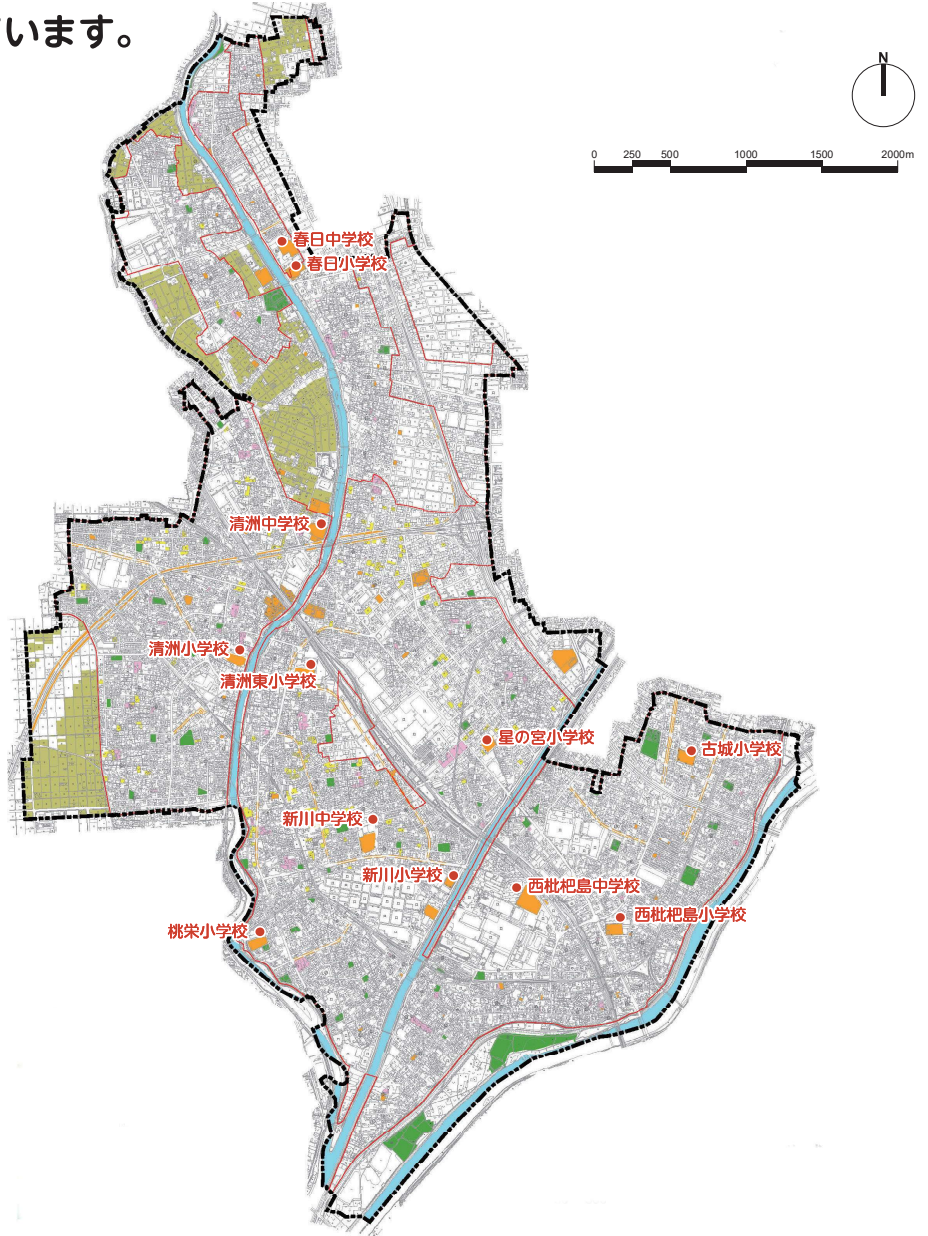 います。
N
0 250 500 1000 1500 2000m
春日中学校
春日小学校
清洲中学校
清洲小学校
清洲東小学校
星の宮小学校
古城小学校
新川中学校
新川小学校
西枇杷島中学校
西枇杷島小学校
桃栄小学校